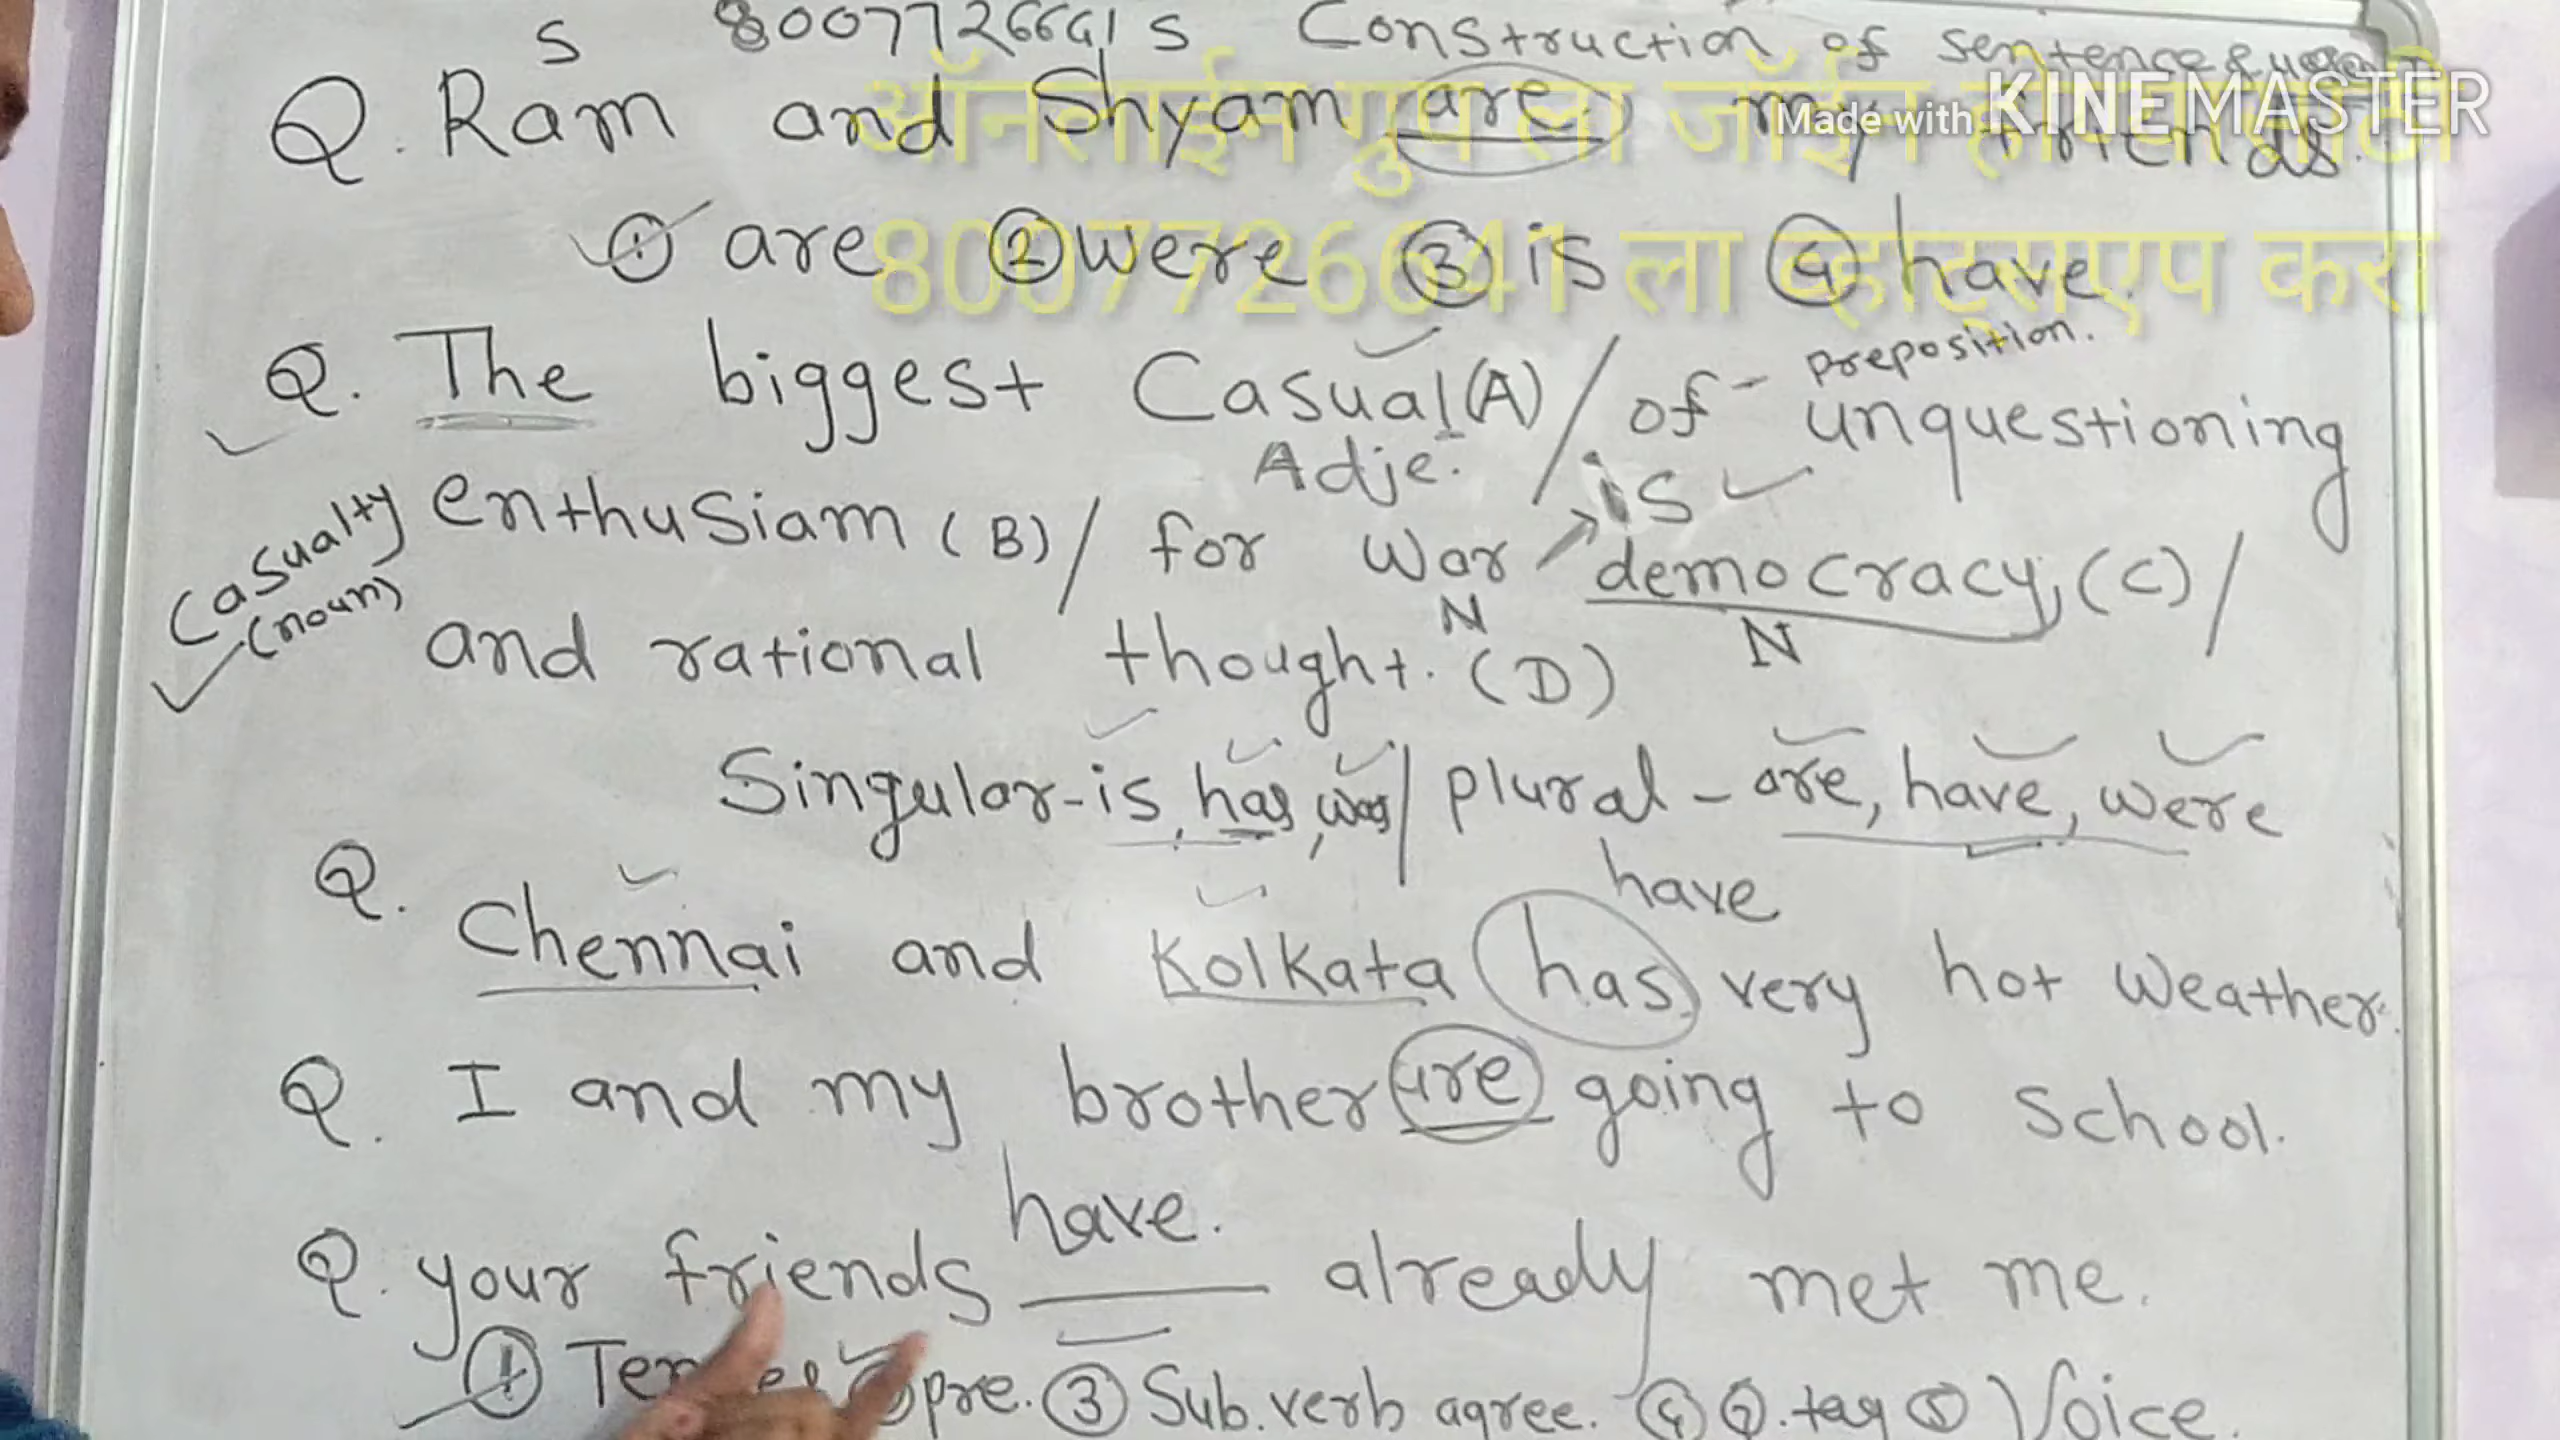 S 8007726641 S Construction of sentence &
Made with KINEMASTER
Q. Ram and Shyam are my friends.
ऑनलाईन गुप ला जॉईन होण्यासाठी
① are ② were ③ is ④ have.
8007726641 ला व्हाट्सएप करा
preposition.
Q. The biggest Casual (A) / of - unquestioning
Adje.
is
Casualty
(noun)
enthusiam (B) / for war democracy, (C) /
N N
and rational thought. (D)
Singular - is, has, was / plural - are, have, were
have
Q. Chennai and Kolkata has very hot weather.
Q. I and my brother are going to School.
have.
Q. your friends ____ already met me.
① pre. ③ Sub. verb agree. ④ Q. tag ⑤ Voice.